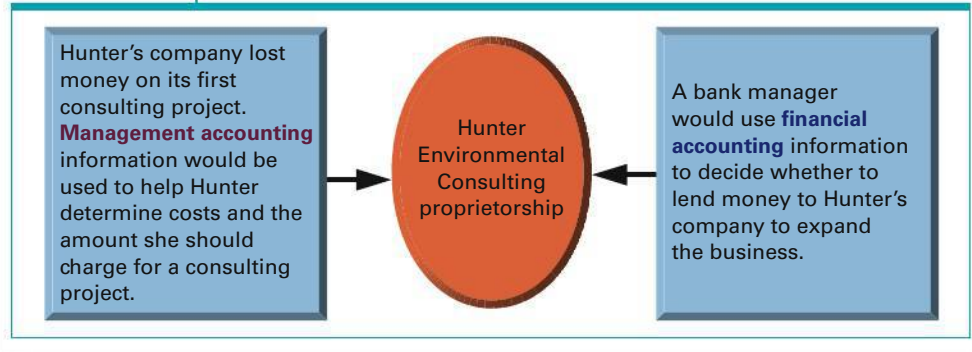 Hunter’s company lost
money on its first
consulting project.
Management accounting
information would be
used to help Hunter
determine costs and the
amount she should
charge for a consulting
project.
Hunter
Environmental
Consulting
proprietorship
A bank manager
would use financial
accounting information
to decide whether to
lend money to Hunter’s
company to expand
the business.